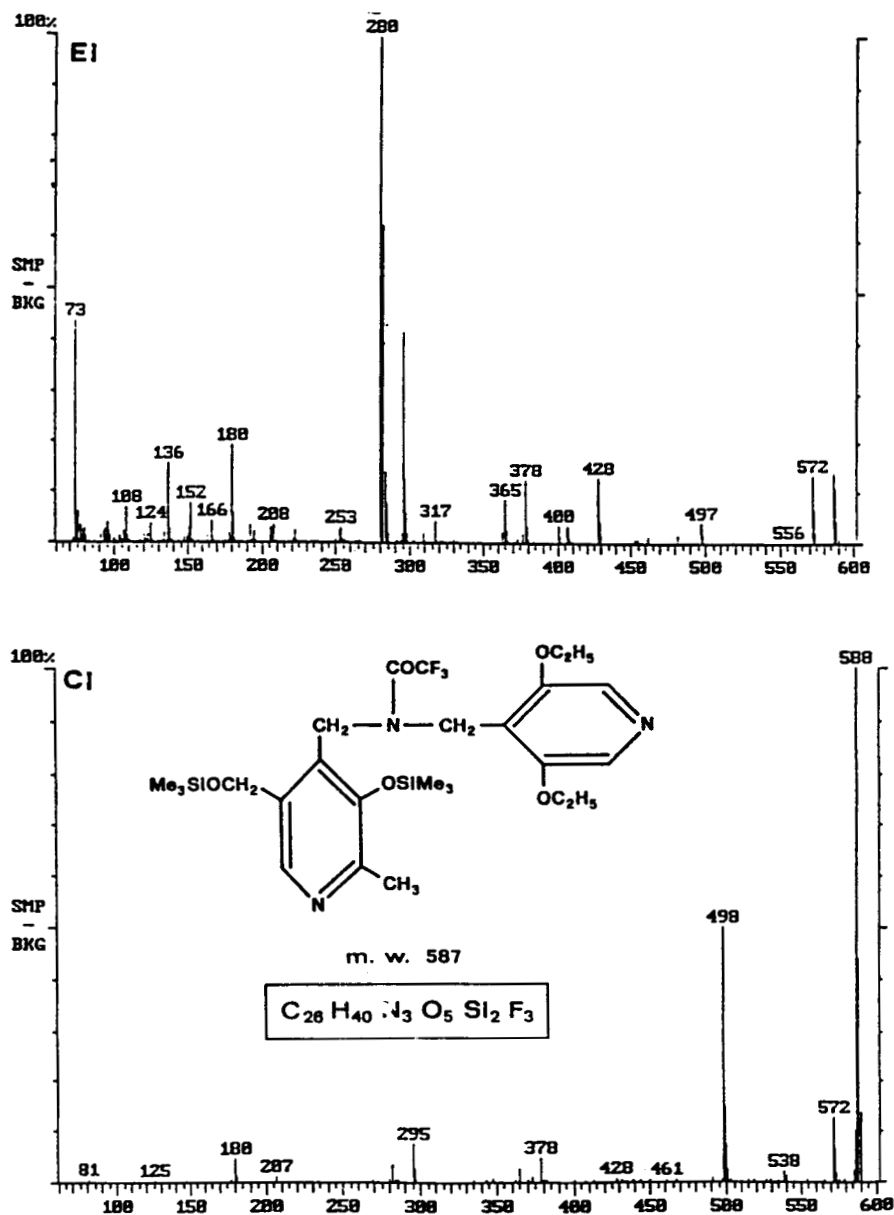 100%
EI
280
SMP
-
BKG
73
108
124
136
152
166
180
208
253
317
365
378
400
428
497
556
572
100 150 200 250 300 350 400 450 500 550 600
100%
CI
588
COCF₃
OC₂H₅
CH₂ N CH₂ N
Me₃SiOCH₂ OSiMe₃
OC₂H₅
CH₃
N
SMP
-
BKG
498
m. w. 587
C₂₆ H₄₀ N₃ O₅ Si₂ F₃
81
125
180
207
295
378
428
461
538
572
100 150 200 250 300 350 400 450 500 550 600